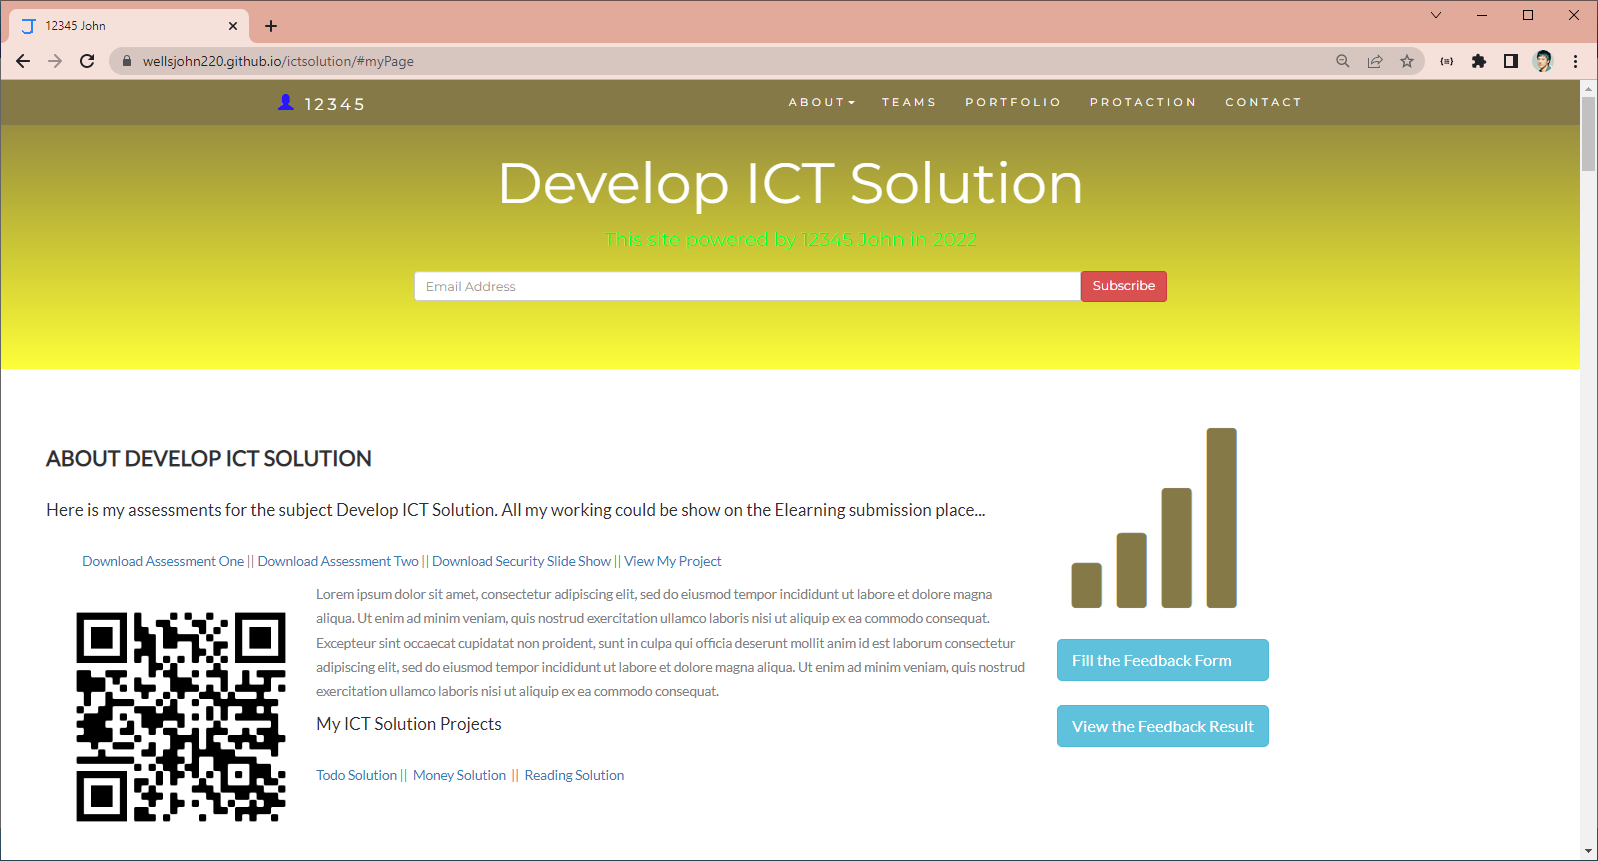 12345 John
wellsjohn220.github.io/ictsolution/#myPage
12345
ABOUT TEAMS PORTFOLIO PROTACTION CONTACT
Develop ICT Solution
This site powered by 12345 John in 2022
Email Address Subscribe
ABOUT DEVELOP ICT SOLUTION
Here is my assessments for the subject Develop ICT Solution. All my working could be show on the Elearning submission place...
Download Assessment One || Download Assessment Two || Download Security Slide Show || View My Project
Lorem ipsum dolor sit amet, consectetur adipiscing elit, sed do eiusmod tempor incididunt ut labore et dolore magna
aliqua. Ut enim ad minim veniam, quis nostrud exercitation ullamco laboris nisi ut aliquip ex ea commodo consequat.
Excepteur sint occaecat cupidatat non proident, sunt in culpa qui officia deserunt mollit anim id est laborum consectetur
adipiscing elit, sed do eiusmod tempor incididunt ut labore et dolore magna aliqua. Ut enim ad minim veniam, quis nostrud
exercitation ullamco laboris nisi ut aliquip ex ea commodo consequat.
My ICT Solution Projects
Todo Solution || Money Solution || Reading Solution
Fill the Feedback Form
View the Feedback Result